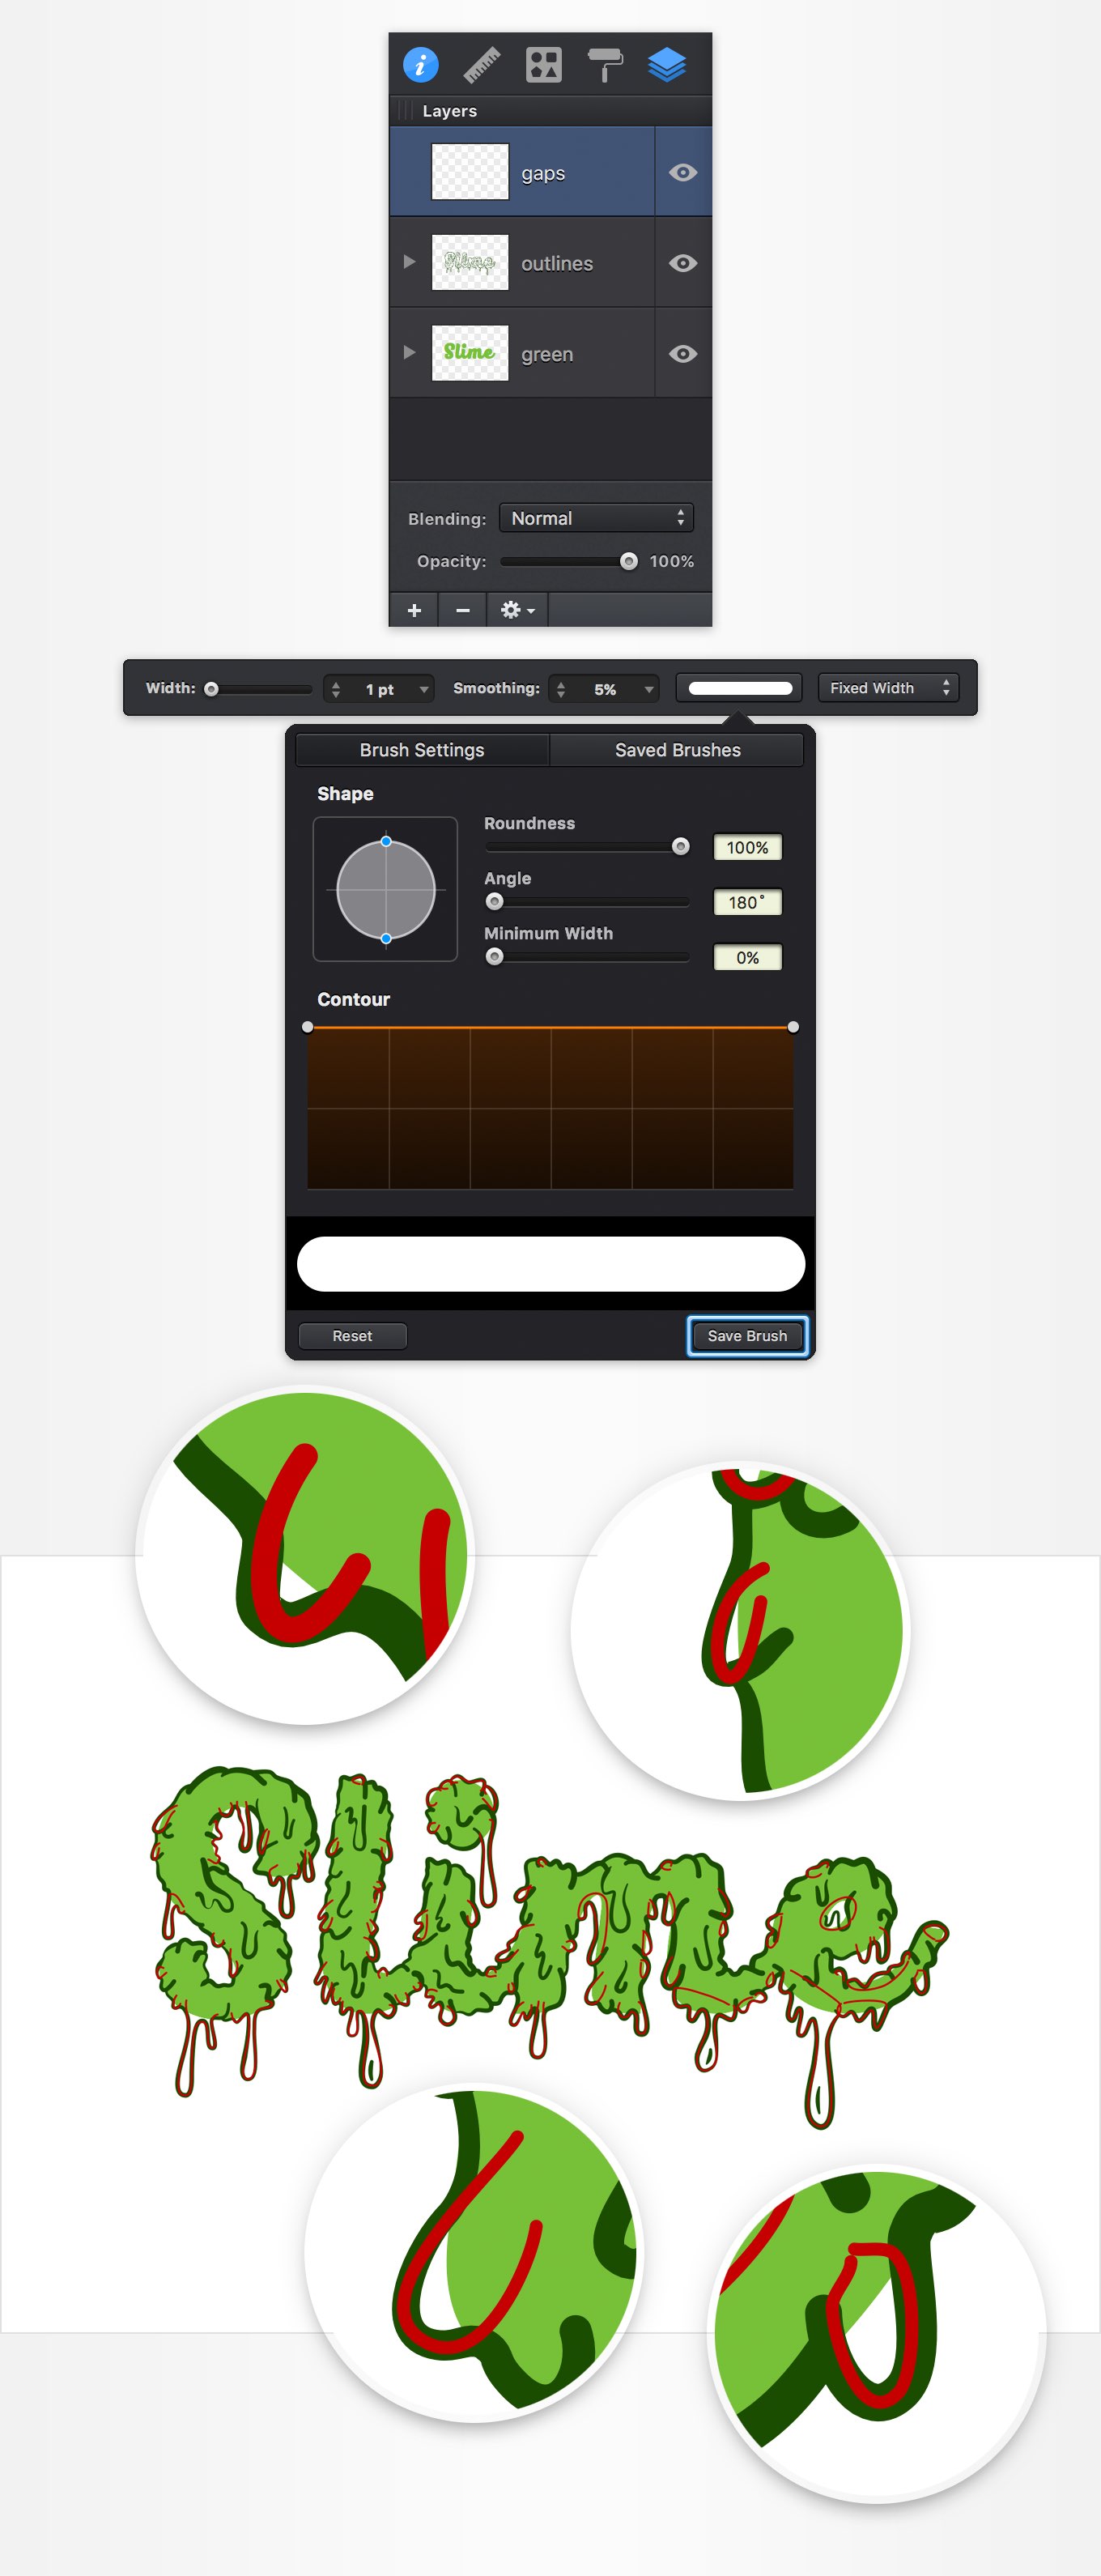 Layers
gaps
Slime outlines
Slime green
Blending: Normal
Opacity: 100%
Width: 1 pt Smoothing: 5% Fixed Width
Brush Settings Saved Brushes
Shape
Roundness
100%
Angle
180°
Minimum Width
0%
Contour
Reset Save Brush
Slime